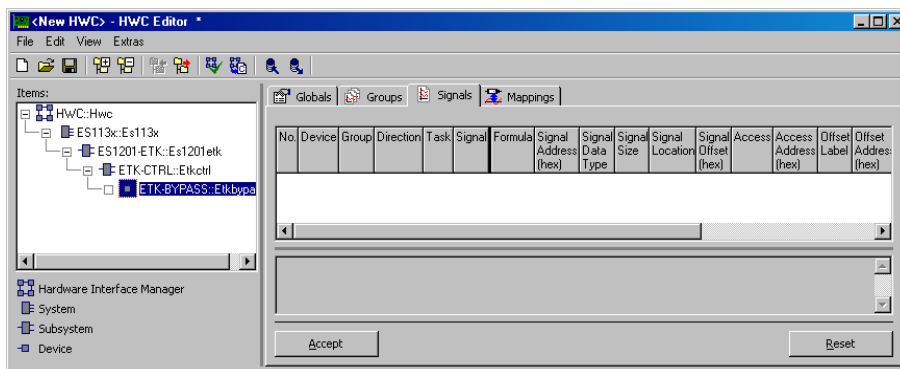 <New HWC> - HWC Editor *
File Edit View Extras
Items:
HWC::Hwc
ES113x::Es113x
ES1201-ETK::Es1201etk
ETK-CTRL::Etkctrl
ETK-BYPASS::Etkbypa
Hardware Interface Manager
System
Subsystem
Device
Globals Groups Signals Mappings
No. Device Group Direction Task Signal Formula Signal Signal Signal Signal Signal Access Access Offset Offset
Address Data Size Location Offset Address Label Addres
(hex) Type (hex) (hex) (hex)
Accept Reset